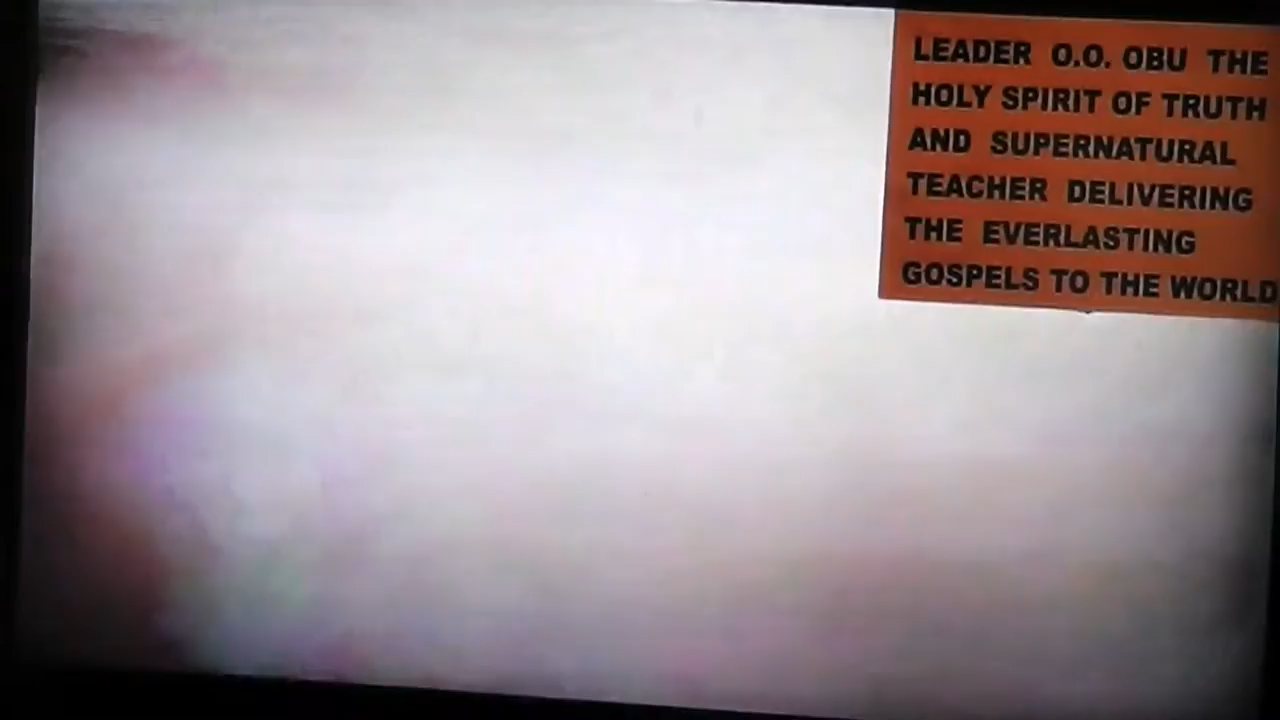 LEADER O.O. OBU THE
HOLY SPIRIT OF TRUTH
AND SUPERNATURAL
TEACHER DELIVERING
THE EVERLASTING
GOSPELS TO THE WORLD